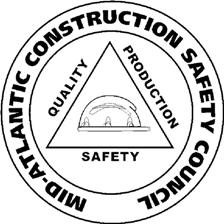 MID-ATLANTIC CONSTRUCTION SAFETY COUNCIL
QUALITY
PRODUCTION
SAFETY